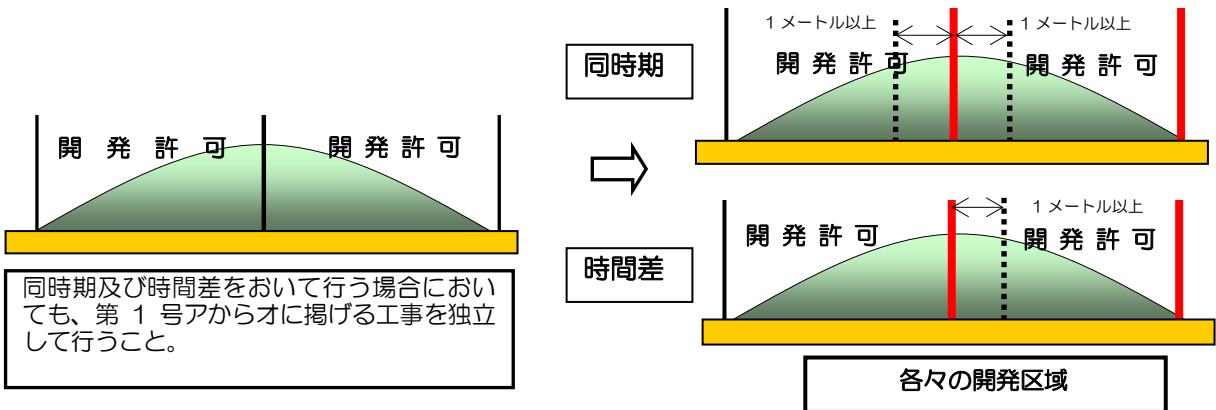 開発許可 開発許可
同時期及び時間差をおいて行う場合におい
ても、第 1 号アからオに掲げる工事を独立
して行うこと。
同時期
1メートル以上 1メートル以上
開発許可 開発許可
時間差
1メートル以上
開発許可 開発許可
各々の開発区域